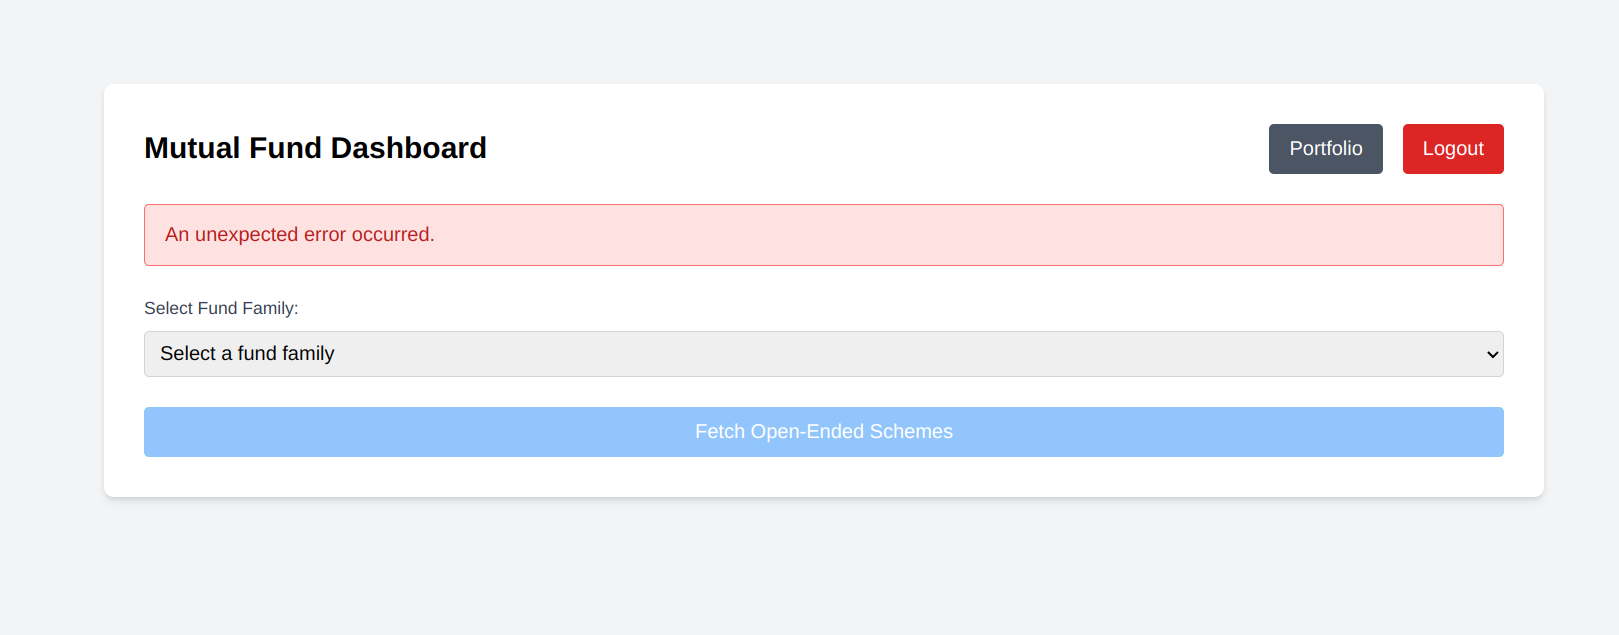 Mutual Fund Dashboard
Portfolio
Logout
An unexpected error occurred.
Select Fund Family:
Select a fund family
Fetch Open-Ended Schemes